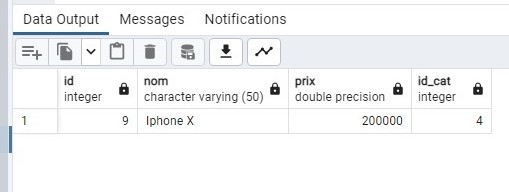 Data Output Messages Notifications
id nom prix id_cat
integer character varying (50) double precision integer
1 9 Iphone X 200000 4